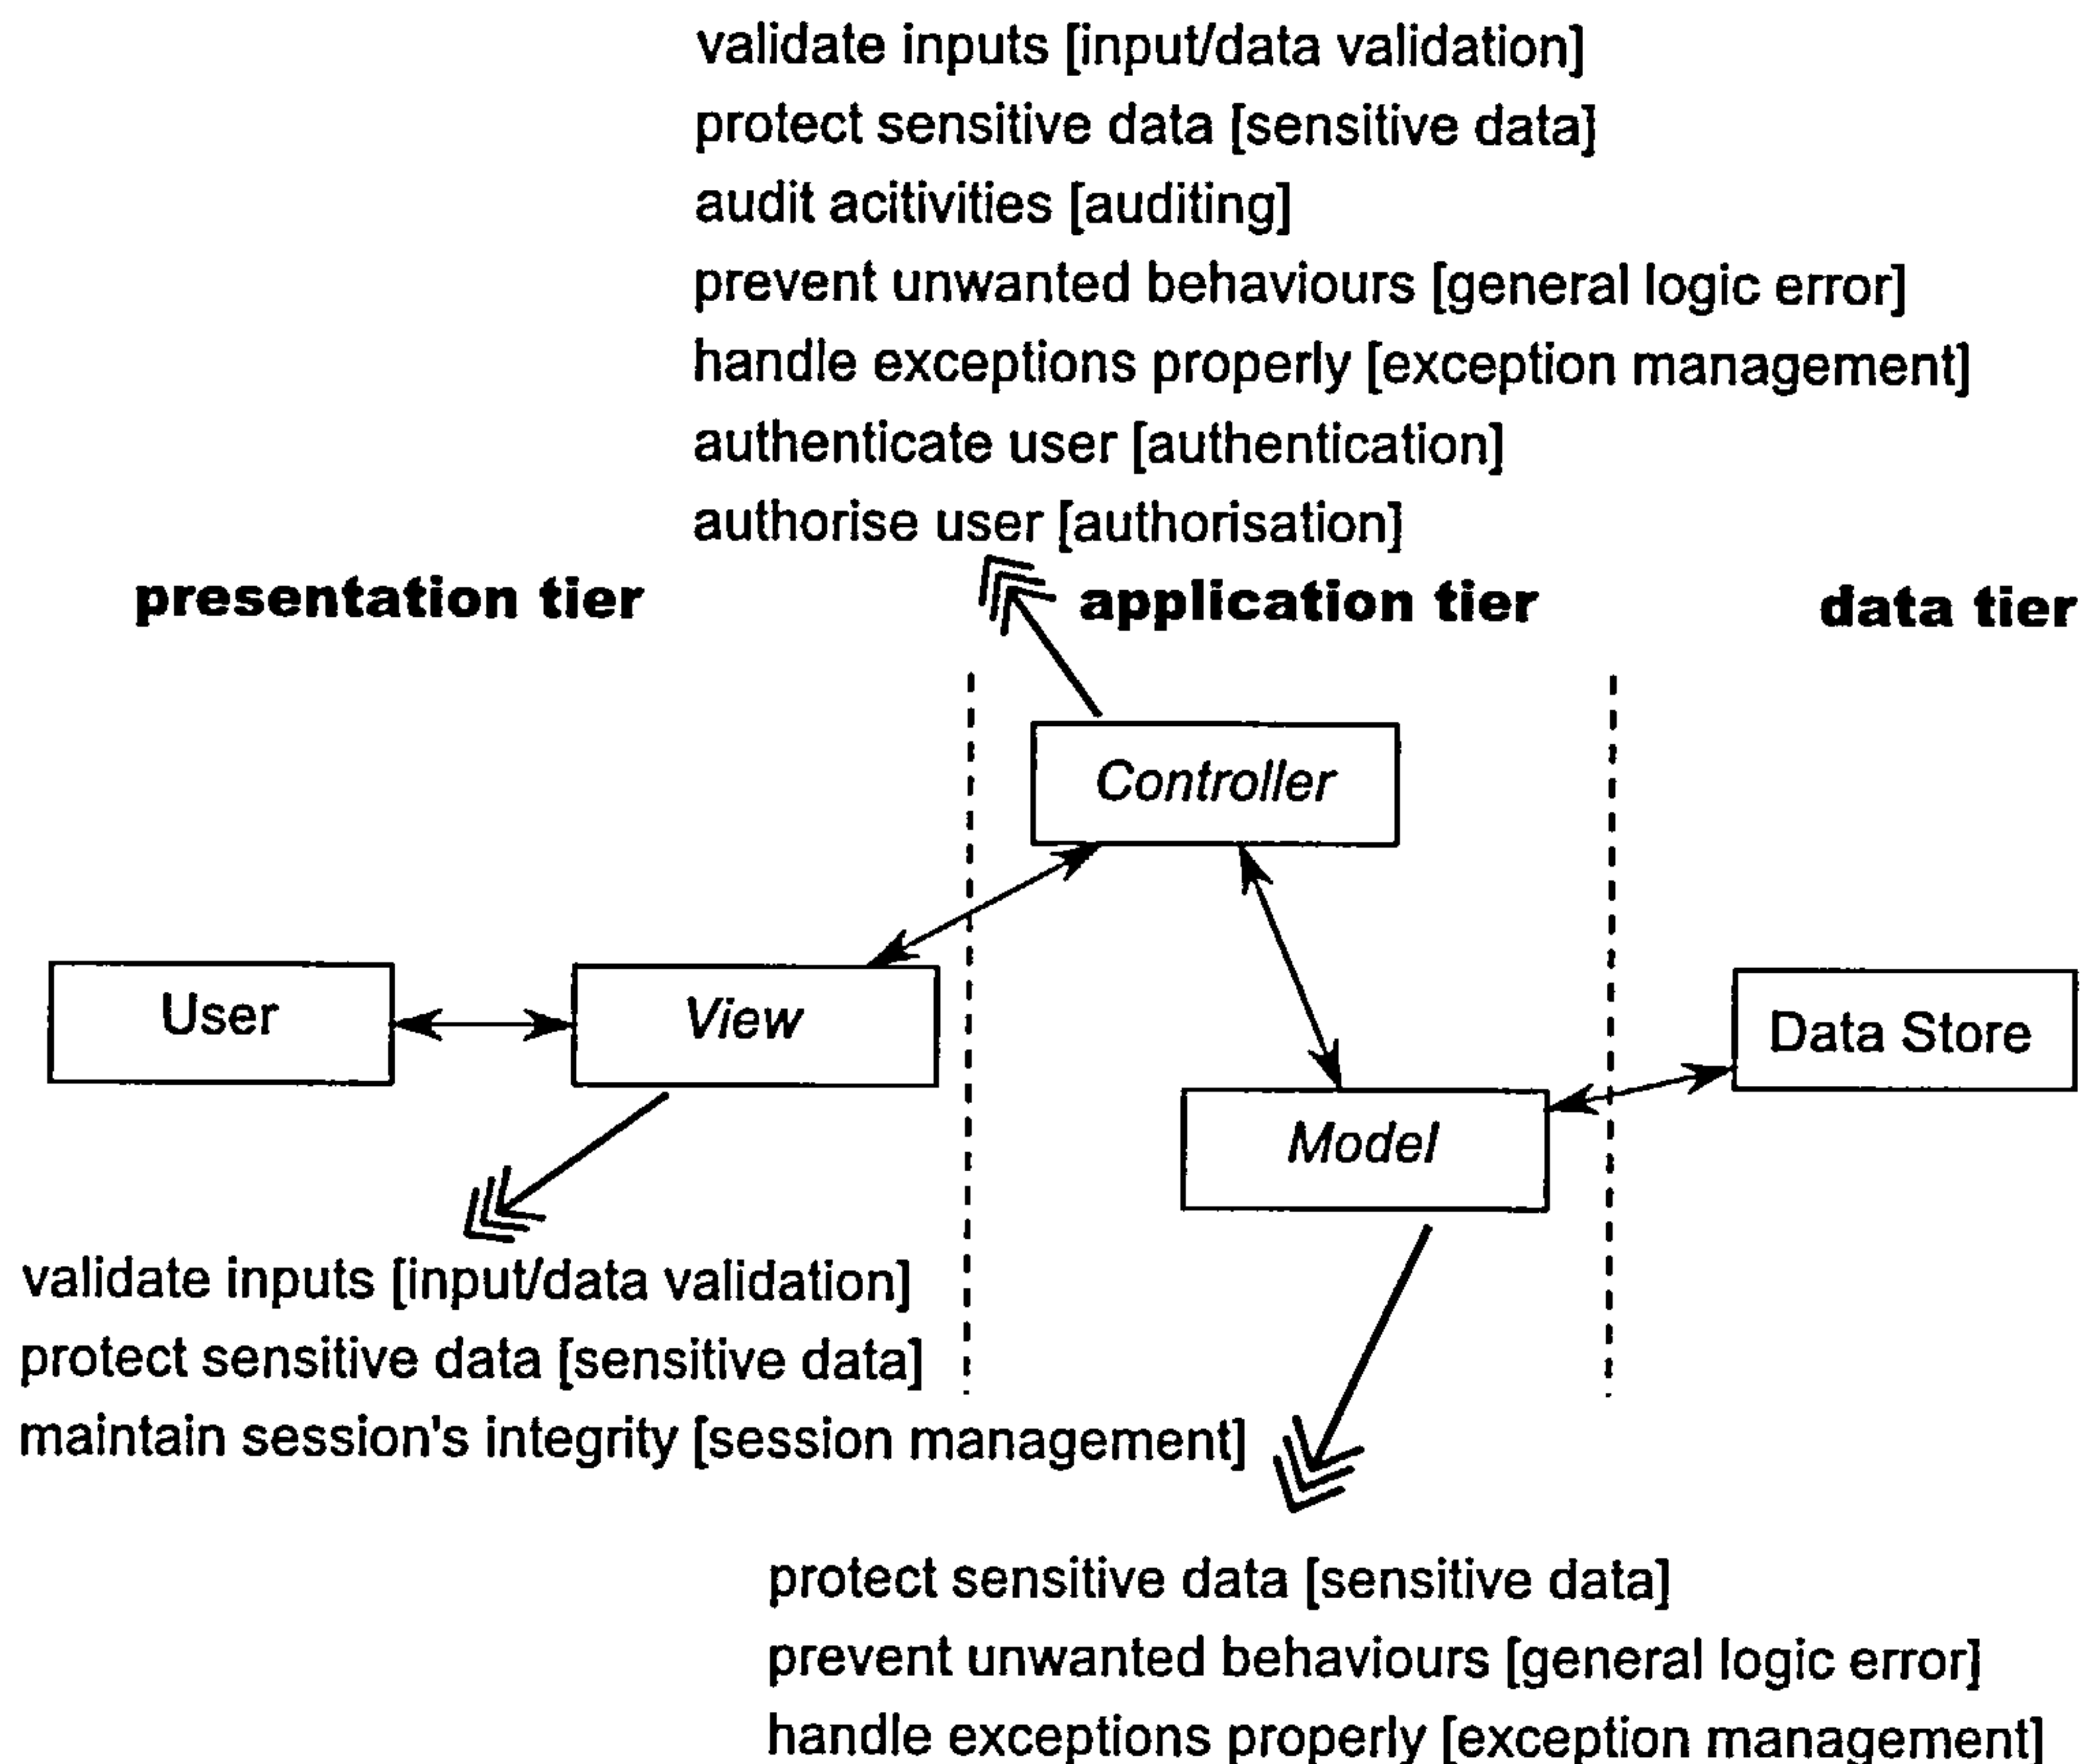 validate inputs [input/data validation]
protect sensitive data [sensitive data]
audit acitivities [auditing]
prevent unwanted behaviours [general logic error]
handle exceptions properly [exception management]
authenticate user [authentication]
authorise user [authorisation]
presentation tier
application tier
data tier
Controller
User
View
Data Store
Model
validate inputs [input/data validation]
protect sensitive data [sensitive data]
maintain session's integrity [session management]
protect sensitive data [sensitive data]
prevent unwanted behaviours [general logic error]
handle exceptions properly [exception management]